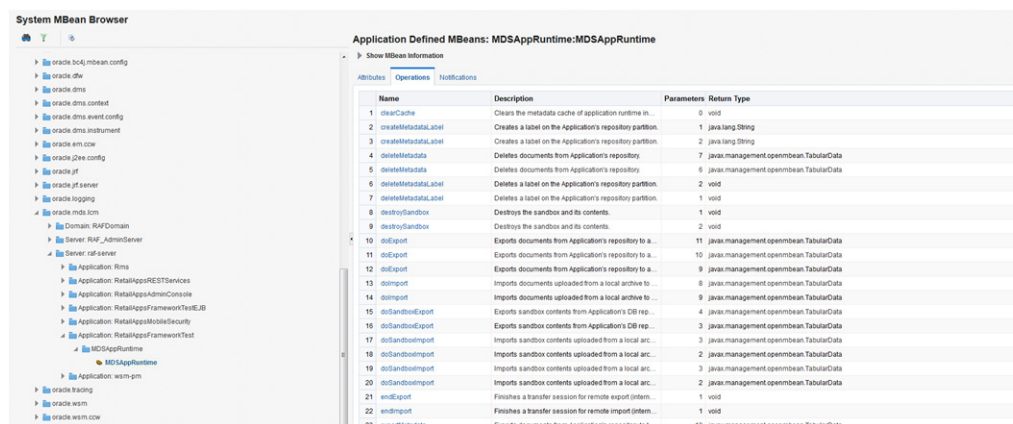 System MBean Browser
oracle.bc4j.mbean.config
oracle.dfw
oracle.dms
oracle.dms.context
oracle.dms.event.config
oracle.dms.instrument
oracle.em.ccw
oracle.j2ee.config
oracle.jrf
oracle.jrf.server
oracle.logging
oracle.mds.lcm
Domain: RAFDomain
Server: RAF_AdminServer
Server: raf-server
Application: Rms
Application: RetailAppsRESTServices
Application: RetailAppsAdminConsole
Application: RetailAppsFrameworkTestEJB
Application: RetailAppsMobileSecurity
Application: RetailAppsFrameworkTest
MDSAppRuntime
MDSAppRuntime
Application: wsm-pm
oracle.tracing
oracle.wsm
oracle.wsm.ccw
Application Defined MBeans: MDSAppRuntime:MDSAppRuntime
Show MBean Information
Attributes Operations Notifications
Name Description Parameters Return Type
1 clearCache Clears the metadata cache of application runtime in... 0 void
2 createMetadataLabel Creates a label on the Application's repository partition. 1 java.lang.String
3 createMetadataLabel Creates a label on the Application's repository partition. 2 java.lang.String
4 deleteMetadata Deletes documents from Application's repository. 7 javax.management.openmbean.TabularData
5 deleteMetadata Deletes documents from Application's repository. 6 javax.management.openmbean.TabularData
6 deleteMetadataLabel Deletes a label on the Application's repository partition. 2 void
7 deleteMetadataLabel Deletes a label on the Application's repository partition. 1 void
8 destroySandbox Destroys the sandbox and its contents. 1 void
9 destroySandbox Destroys the sandbox and its contents. 2 void
10 doExport Exports documents from Application's repository to a... 11 javax.management.openmbean.TabularData
11 doExport Exports documents from Application's repository to a... 10 javax.management.openmbean.TabularData
12 doExport Exports documents from Application's repository to a... 9 javax.management.openmbean.TabularData
13 doImport Imports documents uploaded from a local archive to ... 8 javax.management.openmbean.TabularData
14 doImport Imports documents uploaded from a local archive to ... 9 javax.management.openmbean.TabularData
15 doSandboxExport Exports sandbox contents from Application's DB rep... 4 javax.management.openmbean.TabularData
16 doSandboxExport Exports sandbox contents from Application's DB rep... 3 javax.management.openmbean.TabularData
17 doSandboxImport Imports sandbox contents uploaded from a local arc... 3 javax.management.openmbean.TabularData
18 doSandboxImport Imports sandbox contents uploaded from a local arc... 2 javax.management.openmbean.TabularData
19 doSandboxImport Imports sandbox contents uploaded from a local arc... 3 javax.management.openmbean.TabularData
20 doSandboxImport Imports sandbox contents uploaded from a local arc... 2 javax.management.openmbean.TabularData
21 endExport Finishes a transfer session for remote export (intern... 1 void
22 endImport Finishes a transfer session for remote import (intern... 1 void